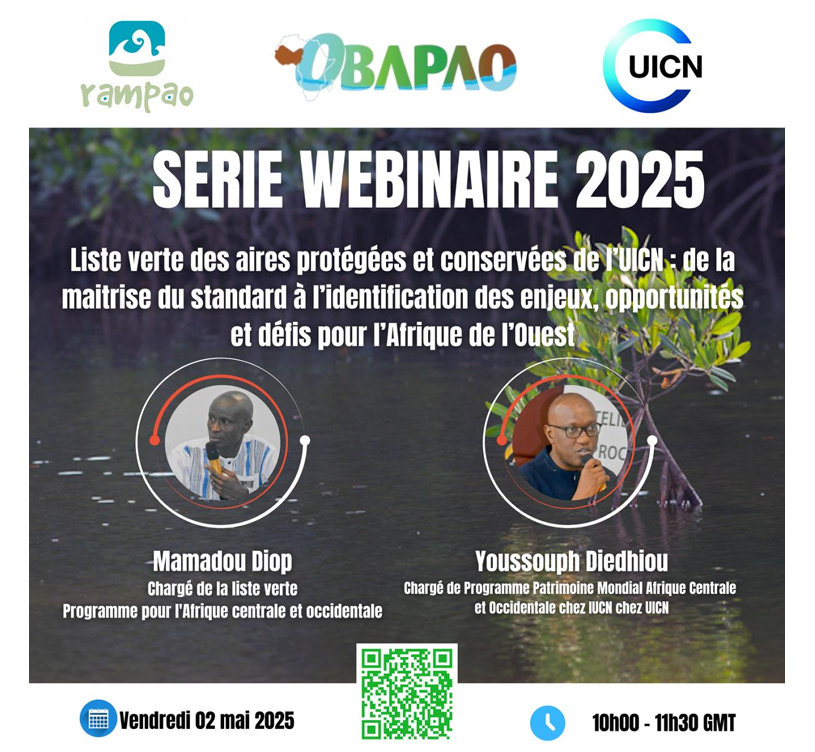 rampao
OBAPAO
UICN
SERIE WEBINAIRE 2025
Liste verte des aires protégées et conservées de l'UICN : de la
maitrise du standard à l'identification des enjeux, opportunités
et défis pour l'Afrique de l'Ouest
TELIE
ROC
Mamadou Diop
Chargé de la liste verte
Programme pour l'Afrique centrale et occidentale
Youssouph Diedhiou
Chargé de Programme Patrimoine Mondial Afrique Centrale
et Occidentale chez IUCN chez UICN
Vendredi 02 mai 2025
10h00 - 11h30 GMT